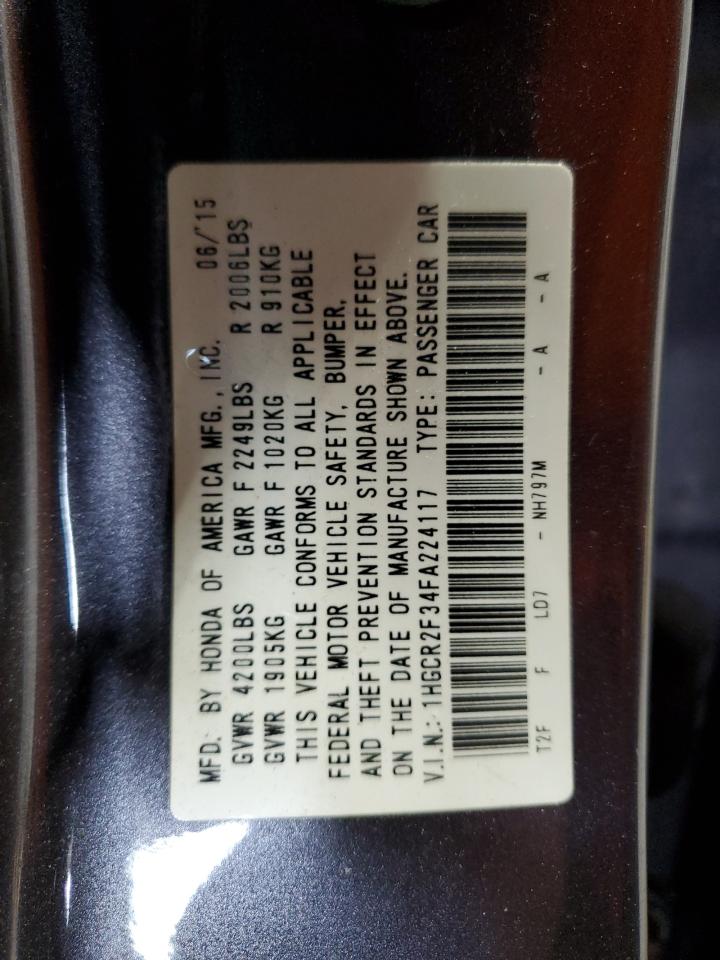 MFD. BY HONDA OF AMERICA MFG., INC. 06/'15
GVWR 4200LBS GAWR F 2249LBS R 2006LBS
GVWR 1905KG GAWR F 1020KG R 910KG
THIS VEHICLE CONFORMS TO ALL APPLICABLE
FEDERAL MOTOR VEHICLE SAFETY, BUMPER,
AND THEFT PREVENTION STANDARDS IN EFFECT
ON THE DATE OF MANUFACTURE SHOWN ABOVE.
V.I.N.: 1HGCR2F34FA224117 TYPE: PASSENGER CAR
T2F F LD7 - NH797M - A - A